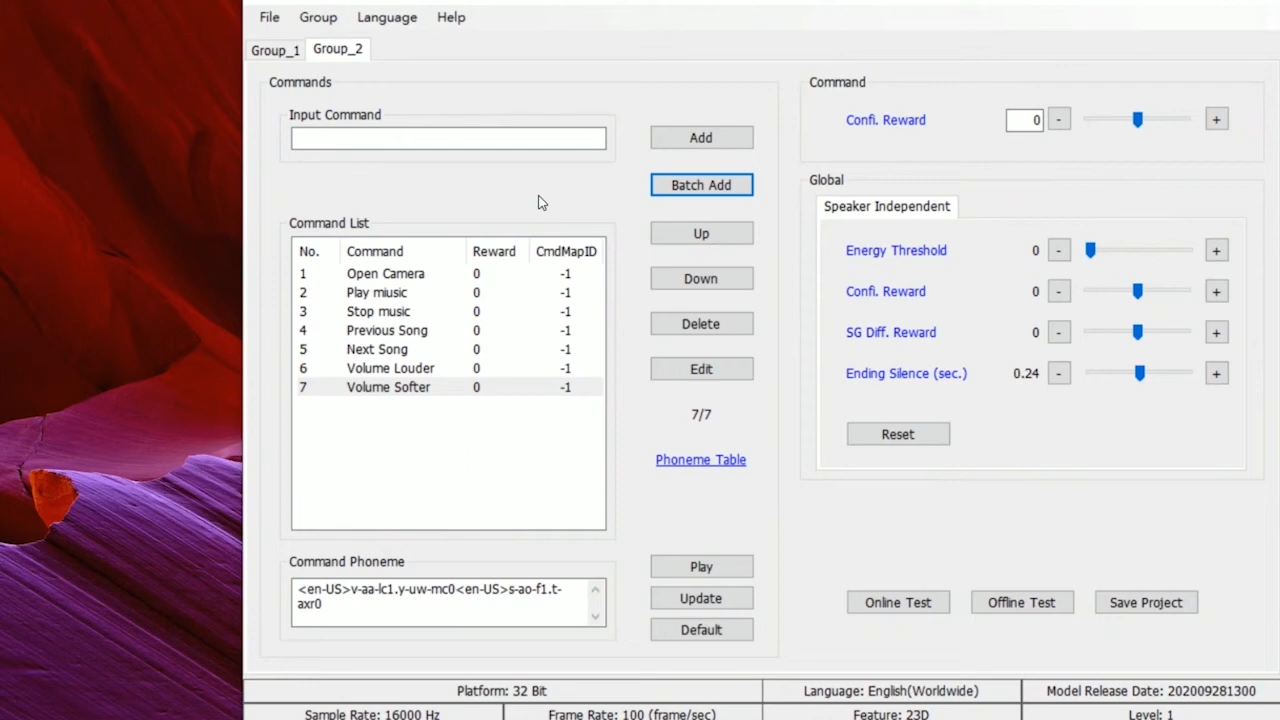 File Group Language Help
Group_1 Group_2
Commands
Input Command
Add
Batch Add
Command List
No. Command Reward CmdMapID
1 Open Camera 0 -1
2 Play miusic 0 -1
3 Stop music 0 -1
4 Previous Song 0 -1
5 Next Song 0 -1
6 Volume Louder 0 -1
7 Volume Softer 0 -1
Up
Down
Delete
Edit
7/7
Phoneme Table
Command Phoneme
<en-US>v-aa-lc1.y-uw-mc0<en-US>s-ao-f1.t-
axr0
Play
Update
Default
Command
Confi. Reward 0 - +
Global
Speaker Independent
Energy Threshold 0 - +
Confi. Reward 0 - +
SG Diff. Reward 0 - +
Ending Silence (sec.) 0.24 - +
Reset
Online Test Offline Test Save Project
Platform: 32 Bit Language: English(Worldwide) Model Release Date: 202009281300
Sample Rate: 16000 Hz Frame Rate: 100 (frame/sec) Feature: 23D Level: 1